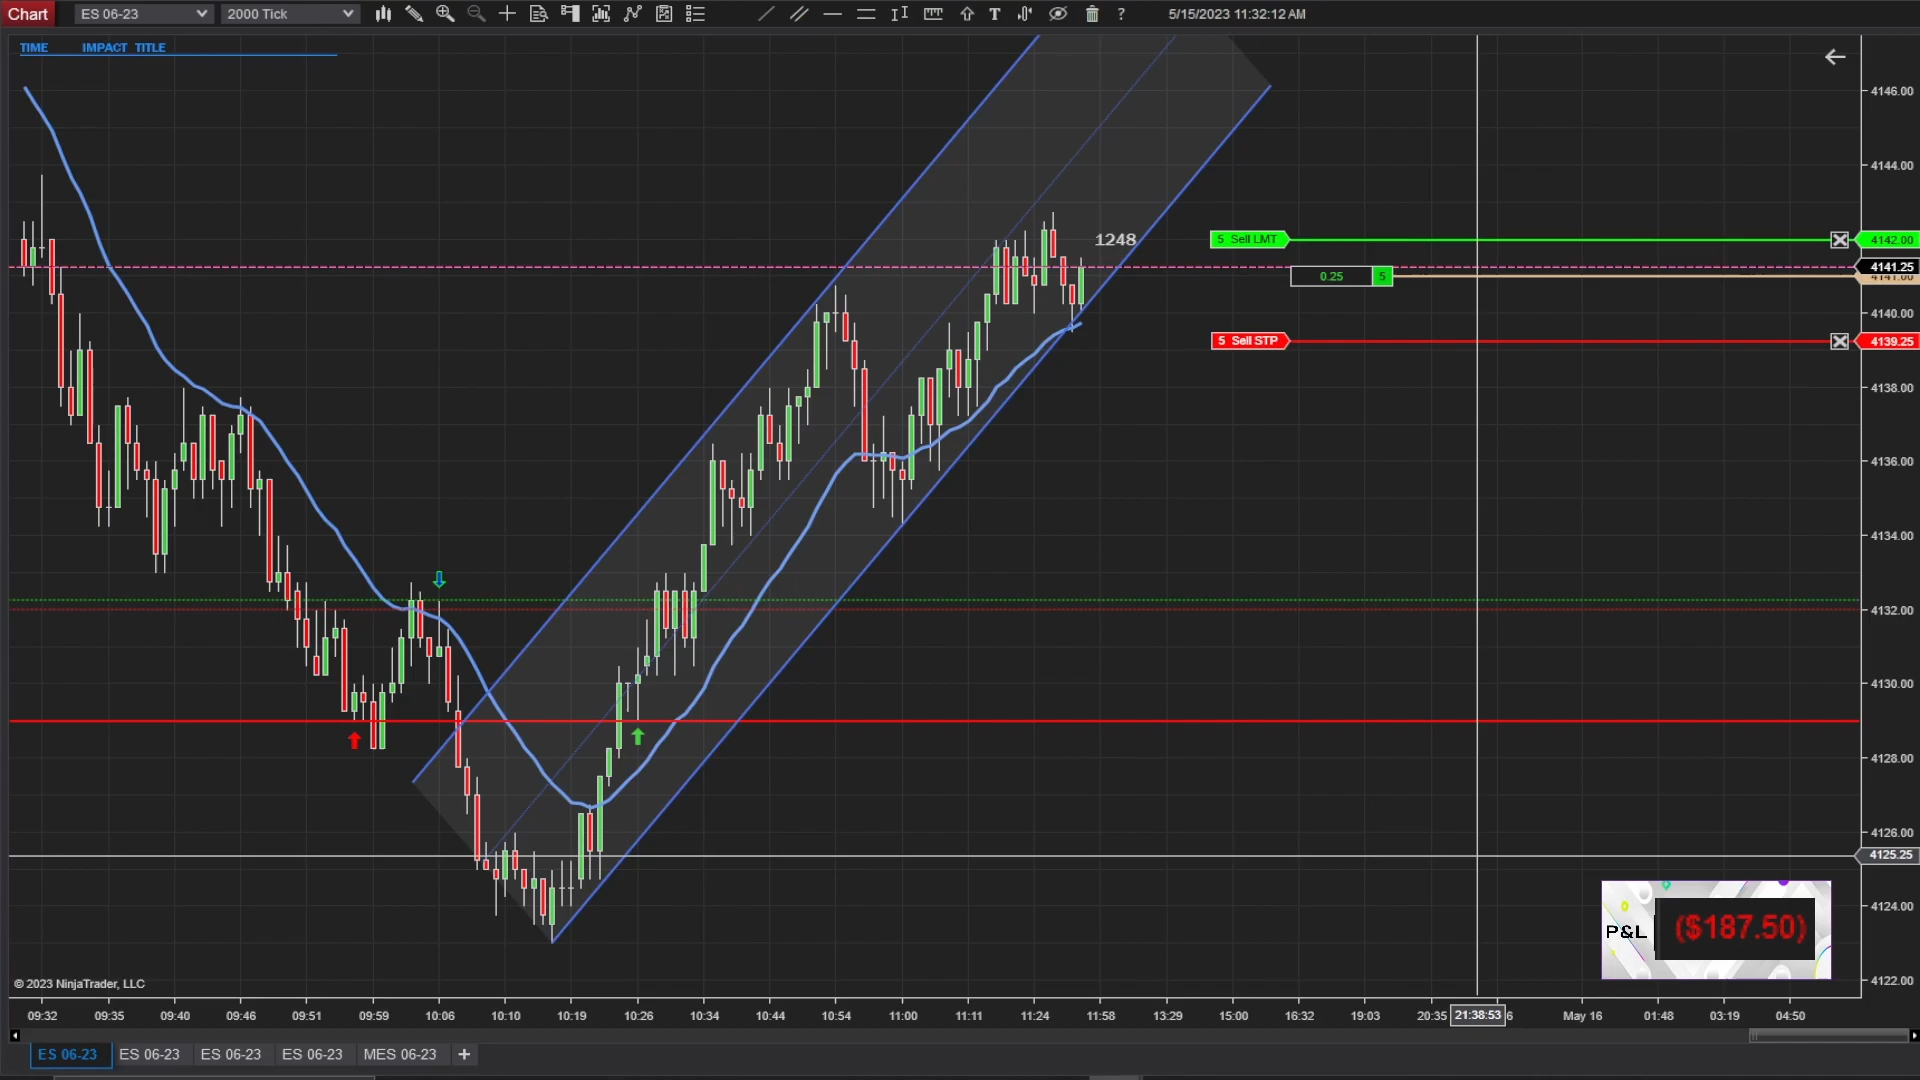 Chart ES 06-23 2000 Tick T ? 5/15/2023 11:32:12 AM
TIME IMPACT TITLE
4146.00
4144.00
1248 5 Sell LMT 4142.00
4141.25
0.25 5 4141.00
4140.00
5 Sell STP 4139.25
4138.00
4136.00
4134.00
4132.00
4130.00
4128.00
4126.00
4125.25
4124.00
P&L ($187.50)
4122.00
© 2023 NinjaTrader, LLC
09:32 09:35 09:40 09:46 09:51 09:59 10:06 10:10 10:19 10:26 10:34 10:44 10:54 11:00 11:11 11:24 11:58 13:29 15:00 16:32 19:03 20:35 21:38:53 6 May 16 01:48 03:19 04:50
ES 06-23 ES 06-23 ES 06-23 ES 06-23 MES 06-23 +